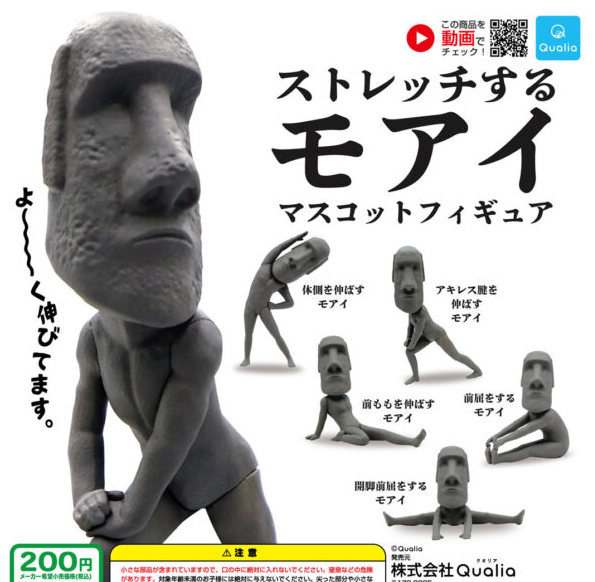 この商品を
動画で
チェック！
Qualia
ストレッチする
モアイ
マスコットフィギュア
よ〜〜〜く伸びてます。
体側を伸ばす
モアイ
アキレス腱を
伸ばす
モアイ
前ももを伸ばす
モアイ
前屈をする
モアイ
開脚前屈をする
モアイ
200円
メーカー希望小売価格(税込)
⚠注意
小さな部品が含まれていますので、口の中に絶対に入れないでください。窒息などの危険
があります。対象年齢未満のお子様には絶対に与えないでください。尖った部分や小さな
©Qualia
発売元
クオリア
株式会社Qualia